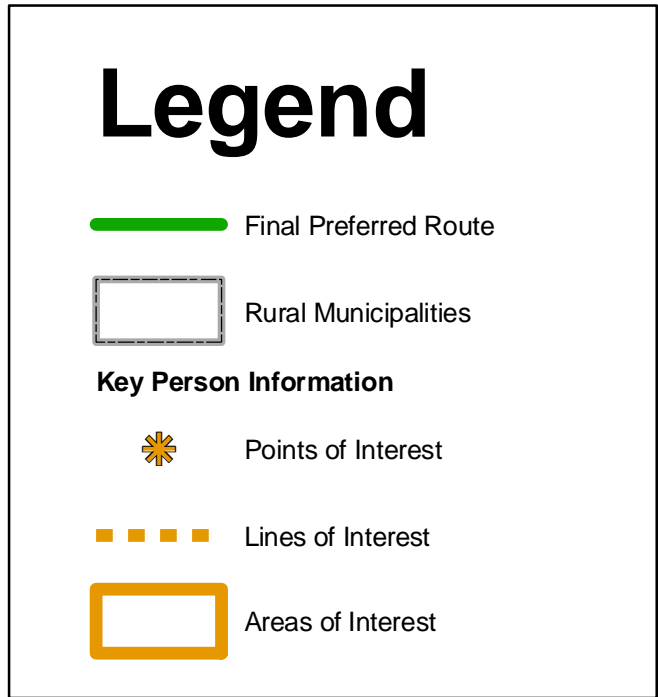 Legend
Final Preferred Route
Rural Municipalities
Key Person Information
Points of Interest
Lines of Interest
Areas of Interest